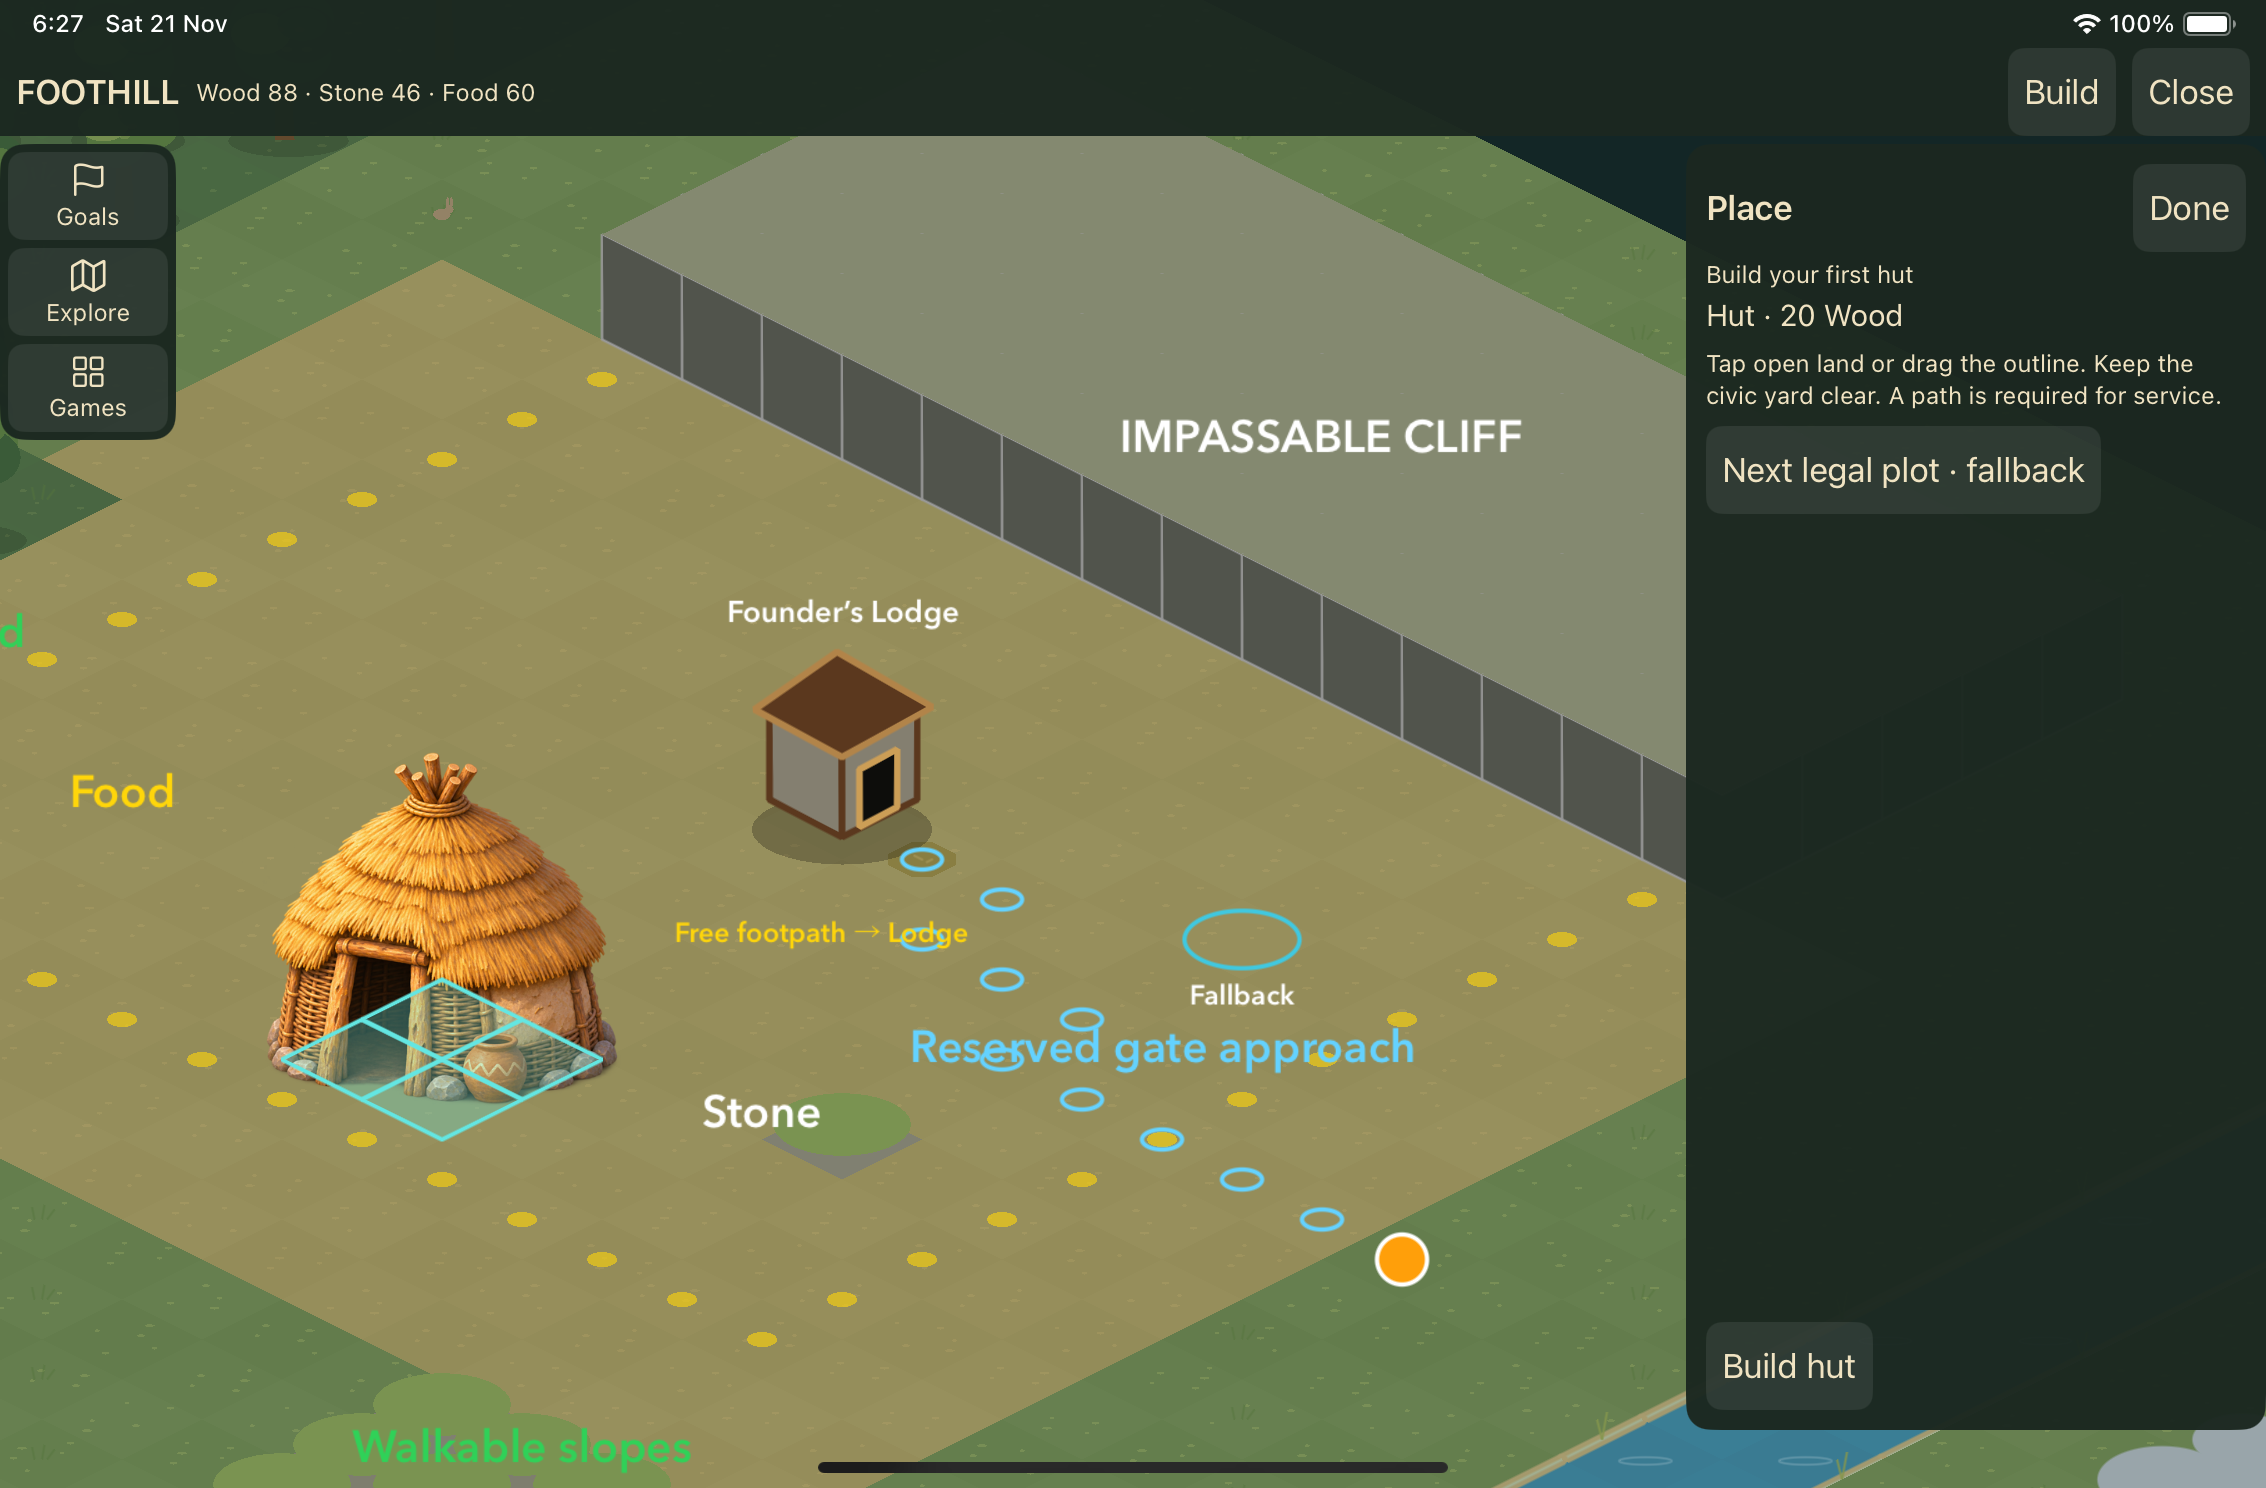 6:27 Sat 21 Nov
100%
FOOTHILL Wood 88 · Stone 46 · Food 60
Build
Close
Goals
Explore
Games
Place
Done
Build your first hut
Hut · 20 Wood
Tap open land or drag the outline. Keep the
civic yard clear. A path is required for service.
Next legal plot · fallback
IMPASSABLE CLIFF
Founder’s Lodge
d
Food
Free footpath → Lodge
Fallback
Reserved gate approach
Stone
Build hut
Walkable slopes